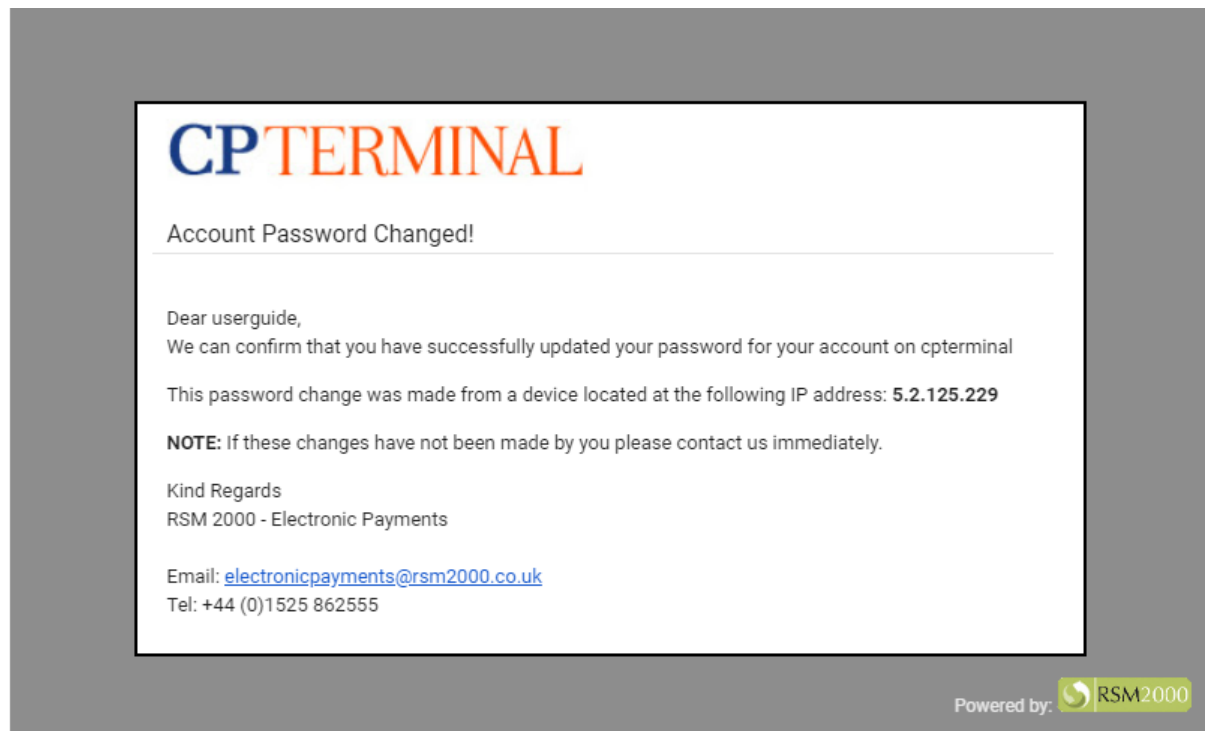 CPTERMINAL
Account Password Changed!
Dear userguide,
We can confirm that you have successfully updated your password for your account on cpterminal
This password change was made from a device located at the following IP address: 5.2.125.229
NOTE: If these changes have not been made by you please contact us immediately.
Kind Regards
RSM 2000 - Electronic Payments
Email: electronicpayments@rsm2000.co.uk
Tel: +44 (0)1525 862555
Powered by: RSM2000